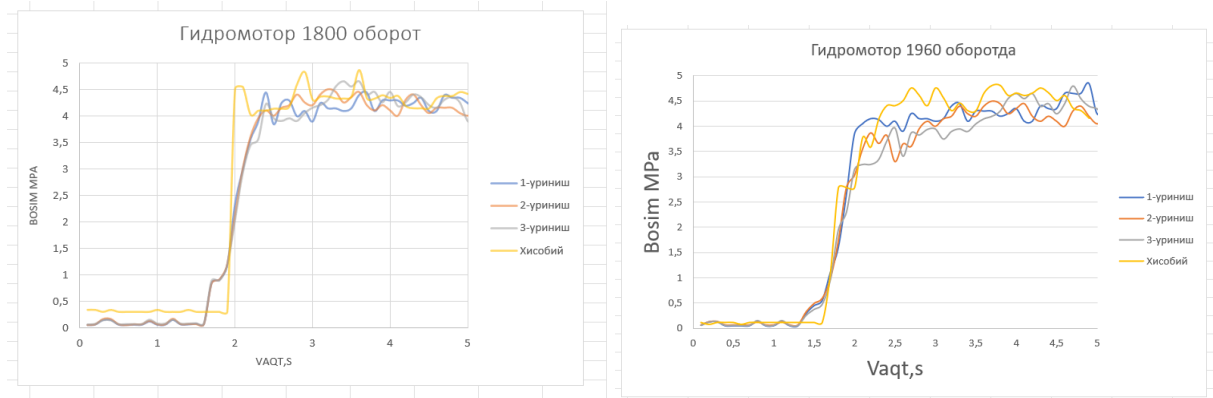 Гидромотор 1800 оборот
5
4,5
4
3,5
3
2,5
2
1,5
1
0,5
0
BOSIM MPA
0 1 2 3 4 5
VAQT,S
1-уриниш
2-уриниш
3-уриниш
Хисобий
Гидромотор 1960 оборотда
5
4,5
4
3,5
3
2,5
2
1,5
1
0,5
0
Bosim MPa
0 0,5 1 1,5 2 2,5 3 3,5 4 4,5 5
Vaqt,s
1-уриниш
2-уриниш
3-уриниш
Хисобий